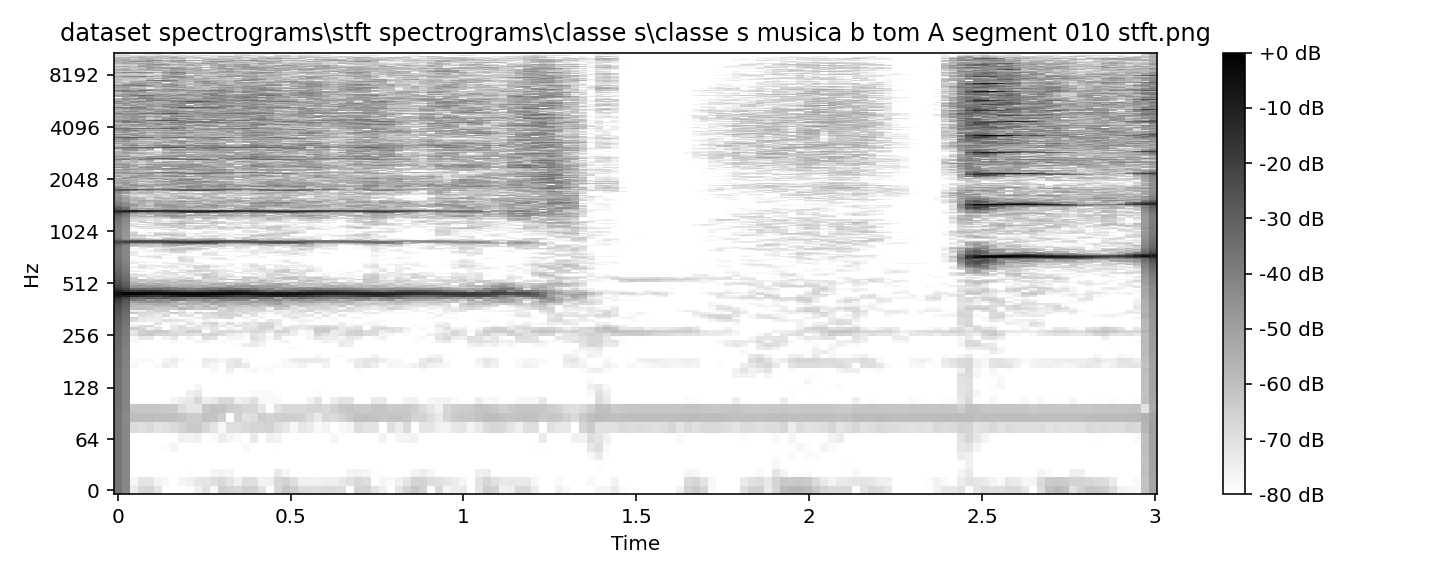 dataset spectrograms\stft spectrograms\classe s\classe s musica b tom A segment 010 stft.png
Hz
8192
4096
2048
1024
512
256
128
64
0
0
0.5
1
1.5
2
2.5
3
Time
+0 dB
-10 dB
-20 dB
-30 dB
-40 dB
-50 dB
-60 dB
-70 dB
-80 dB